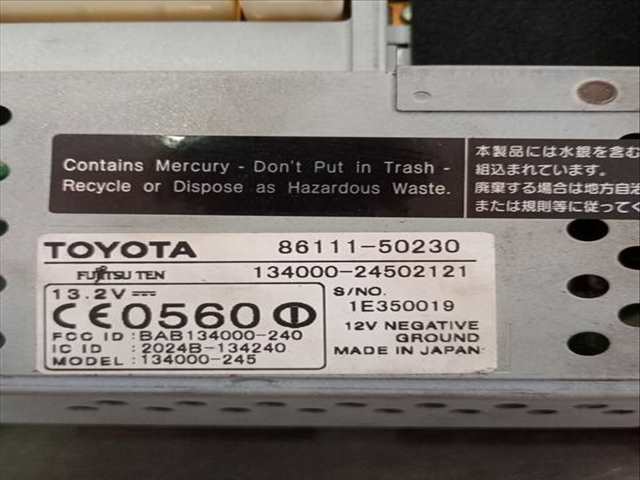 Contains Mercury - Don't Put in Trash -
Recycle or Dispose as Hazardous Waste.
本製品には水銀を含む
組込まれています。
廃棄する場合は地方自治
または規則等に従ってく
TOYOTA 86111-50230
FUJITSU TEN 134000-24502121
13.2V⎓ S/NO.
CE0560 1E350019
FCC ID : BAB134000-240 12V NEGATIVE
IC ID : 2024B-134240 GROUND
MODEL : 134000-245 MADE IN JAPAN